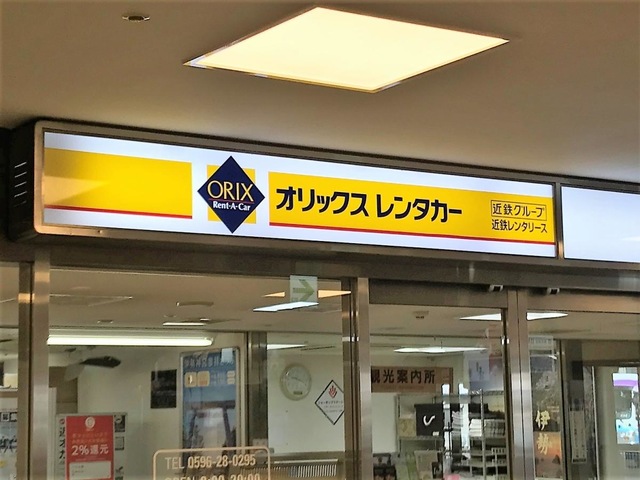 ORIX
Rent-A-Car
オリックス レンタカー
近鉄グループ
近鉄レンタリース
観光案内所
伊勢
2%還元
TEL 0596-28-0295